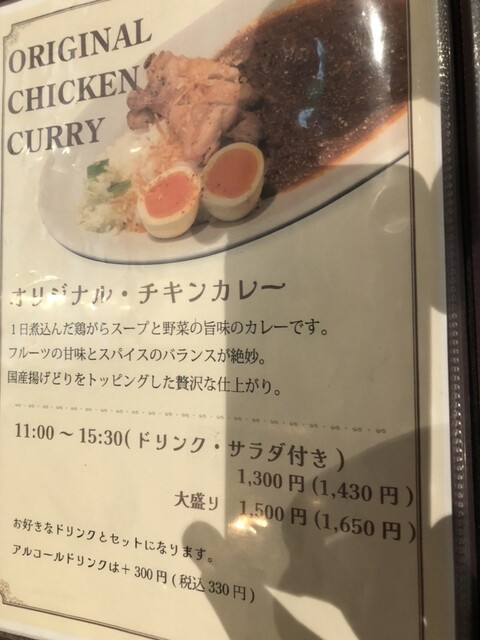 ORIGINAL
CHICKEN
CURRY
オリジナル・チキンカレー
1日煮込んだ鶏がらスープと野菜の旨味のカレーです。
フルーツの甘味とスパイスのバランスが絶妙。
国産揚げどりをトッピングした贅沢な仕上がり。
11:00～15:30(ドリンク・サラダ付き)
1,300円(1,430円)
大盛り 1,500円(1,650円)
お好きなドリンクとセットになります。
アルコールドリンクは＋300円(税込330円)